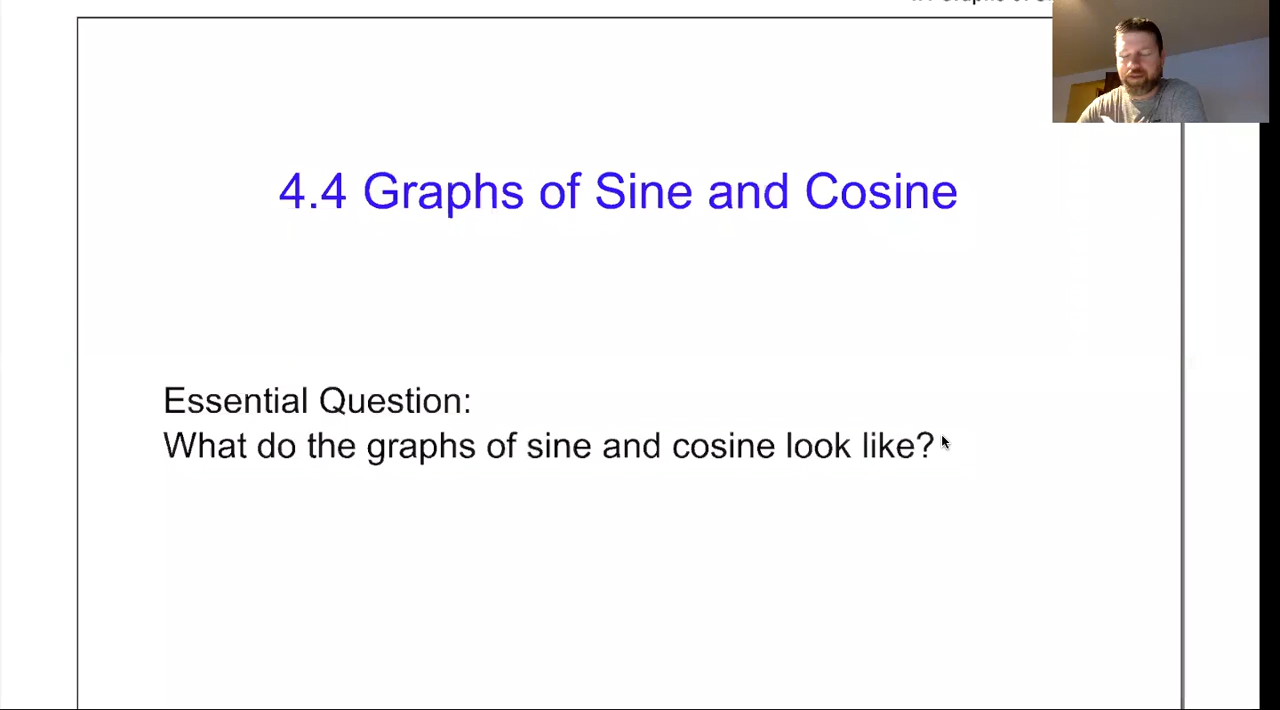 4.4 Graphs of Sine and Cosine
Essential Question:
What do the graphs of sine and cosine look like?